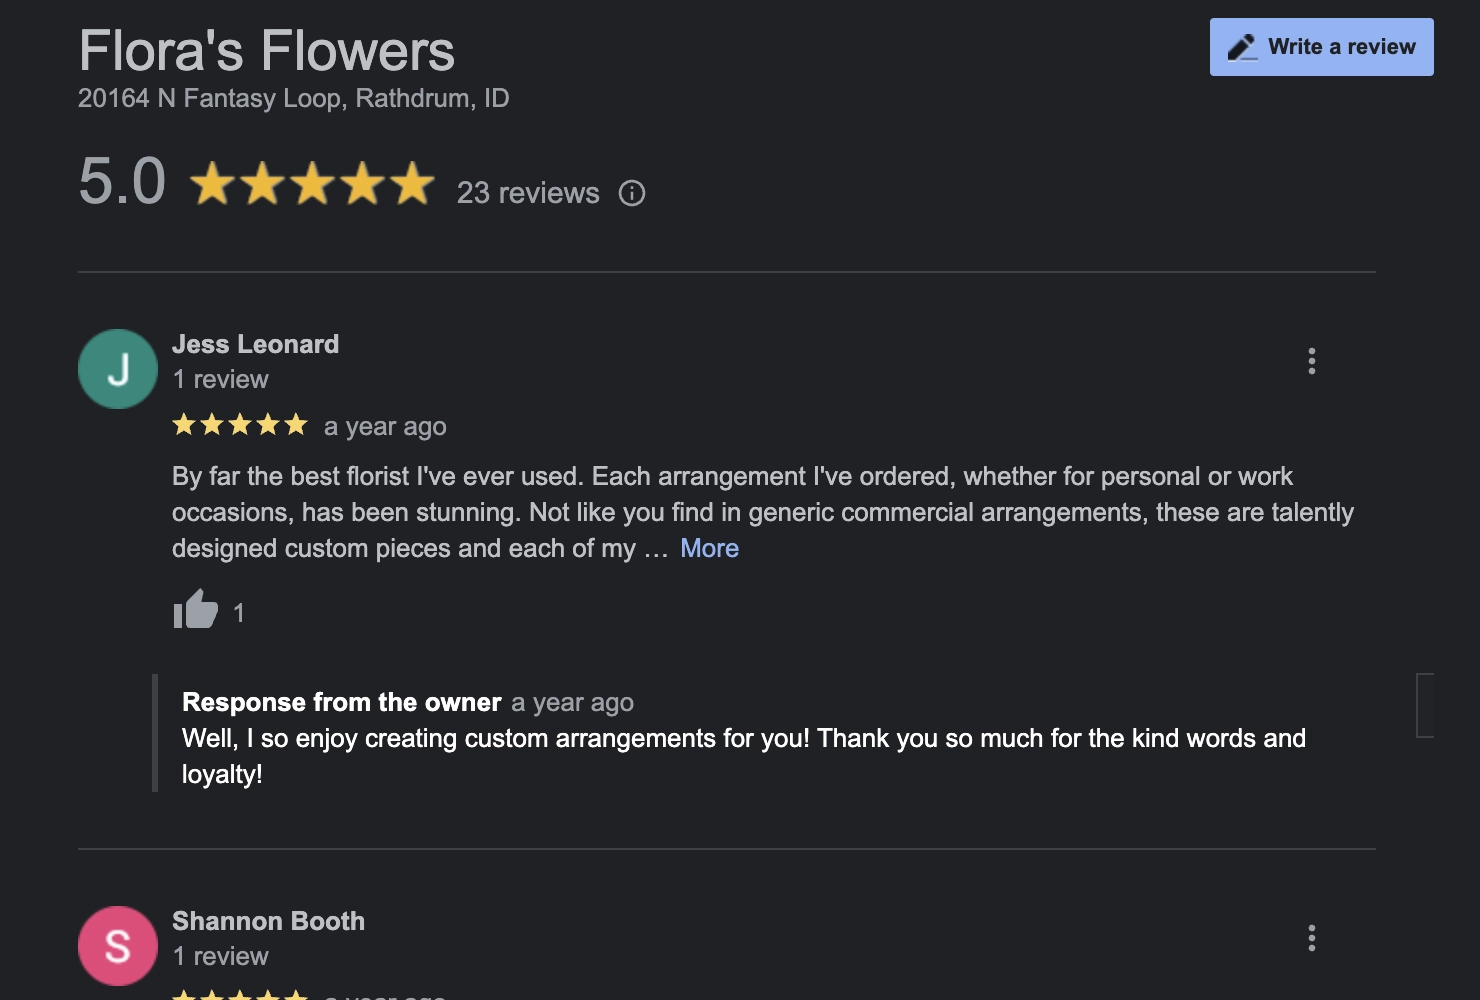 Flora's Flowers
Write a review
20164 N Fantasy Loop, Rathdrum, ID
5.0 23 reviews
J
Jess Leonard
1 review
a year ago
By far the best florist I've ever used. Each arrangement I've ordered, whether for personal or work
occasions, has been stunning. Not like you find in generic commercial arrangements, these are talently
designed custom pieces and each of my ... More
1
Response from the owner a year ago
Well, I so enjoy creating custom arrangements for you! Thank you so much for the kind words and
loyalty!
S
Shannon Booth
1 review
a year ago